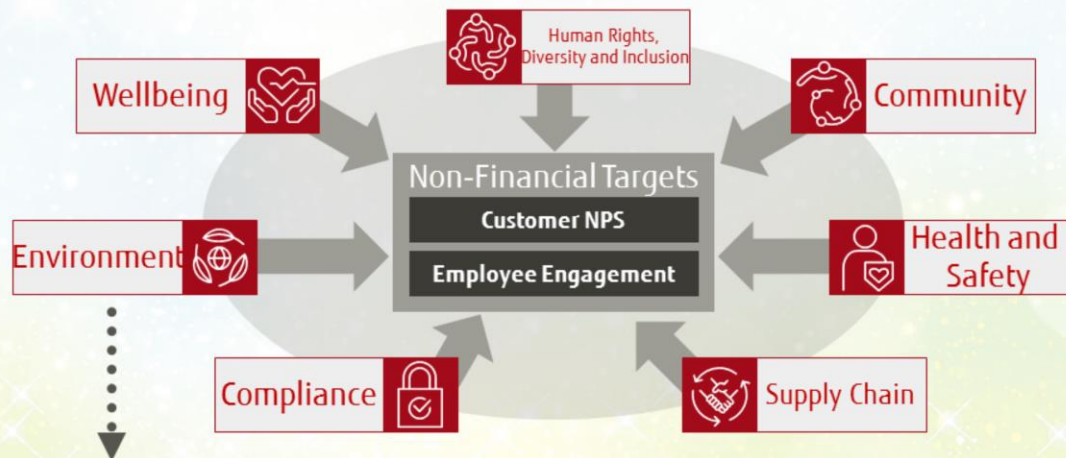 Human Rights,
Diversity and Inclusion
Wellbeing
Community
Non-Financial Targets
Customer NPS
Employee Engagement
Environment
Health and
Safety
Compliance
Supply Chain